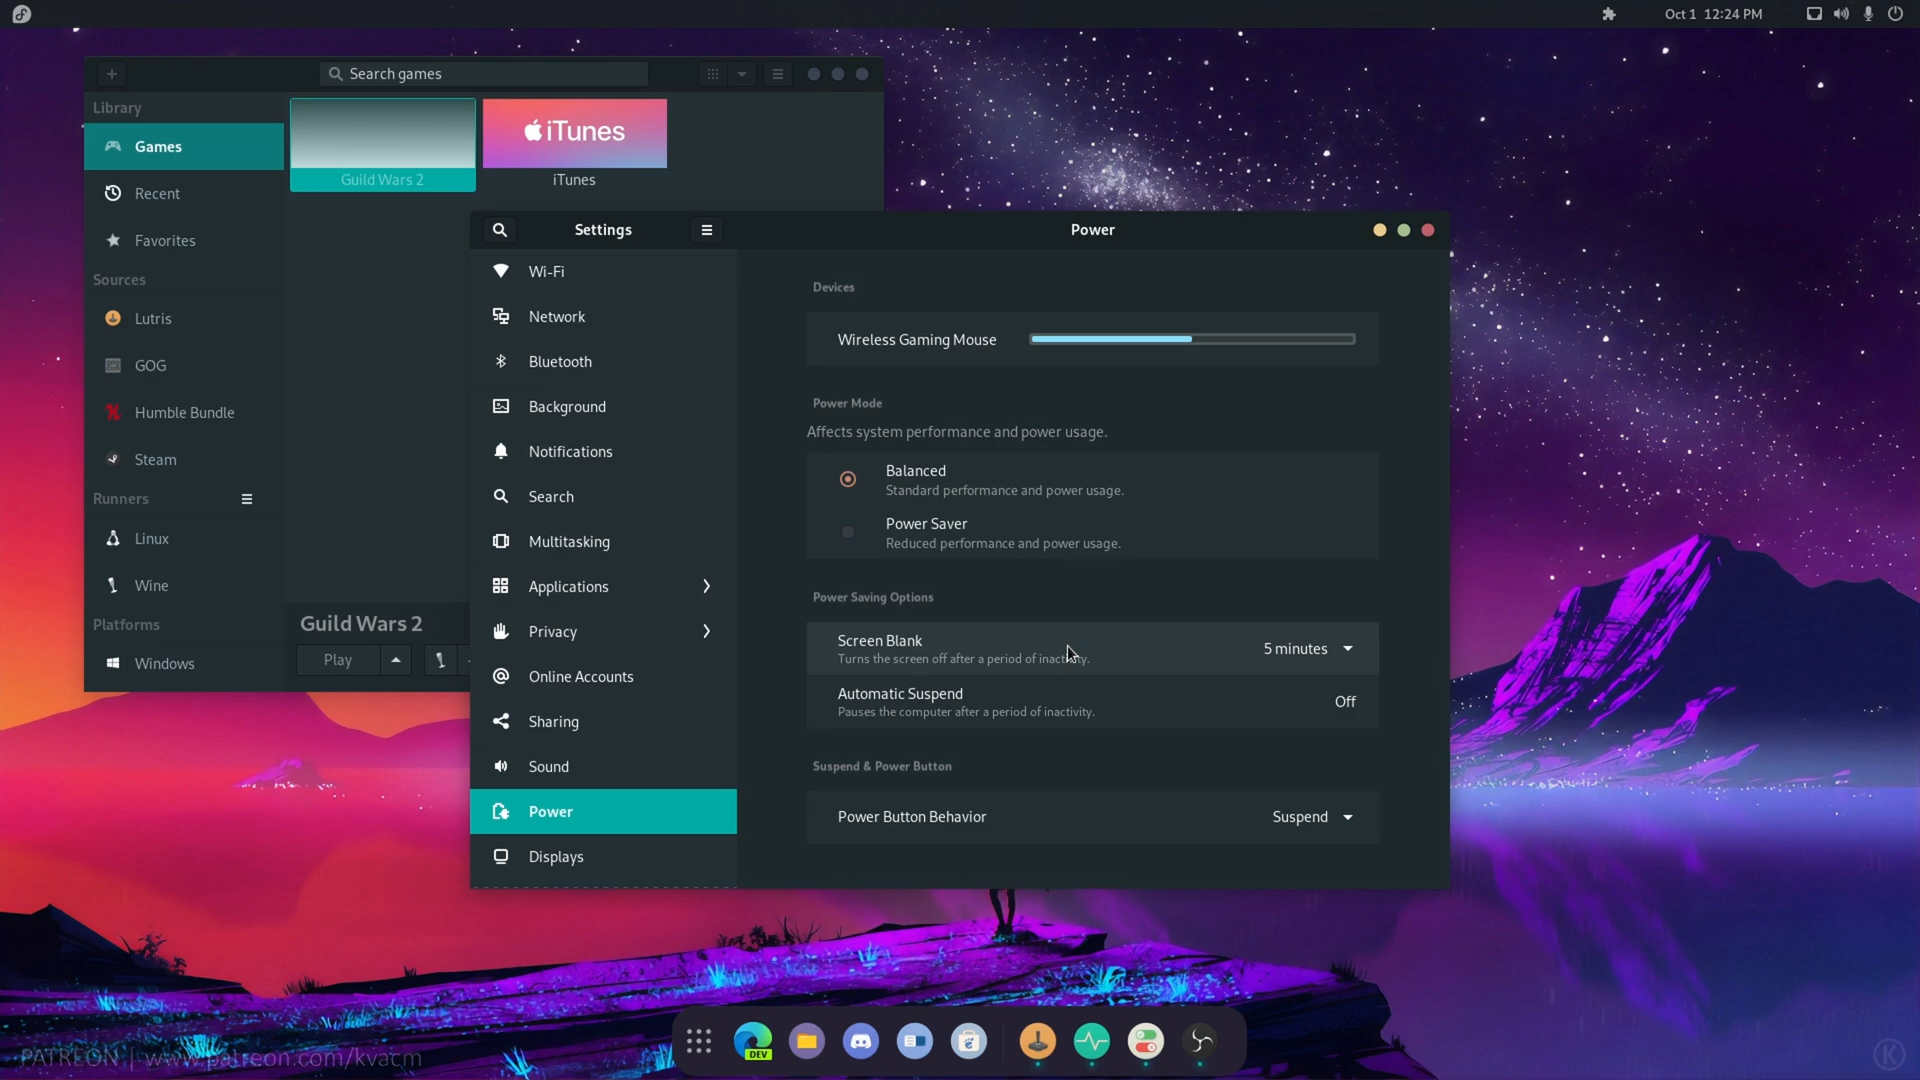 Oct 1 12:24 PM
Search games
Library
Games
Recent
Favorites
Sources
Lutris
GOG
Humble Bundle
Steam
Runners
Linux
Wine
Platforms
Windows
iTunes
Guild Wars 2
iTunes
Guild Wars 2
Play
Settings
Wi-Fi
Network
Bluetooth
Background
Notifications
Search
Multitasking
Applications
Privacy
Online Accounts
Sharing
Sound
Power
Displays
Power
Devices
Wireless Gaming Mouse
Power Mode
Affects system performance and power usage.
Balanced
Standard performance and power usage.
Power Saver
Reduced performance and power usage.
Power Saving Options
Screen Blank
Turns the screen off after a period of inactivity.
5 minutes
Automatic Suspend
Pauses the computer after a period of inactivity.
Off
Suspend & Power Button
Power Button Behavior
Suspend
DEV
PATREON | www.patreon.com/kvacm
K